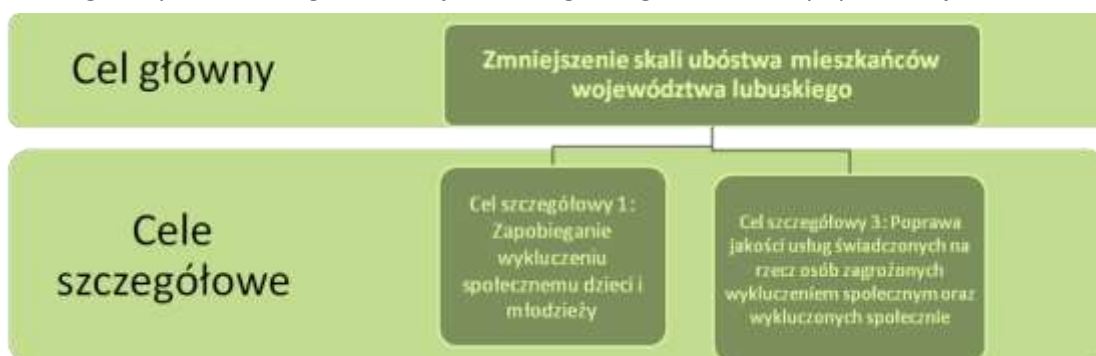 Cel główny
Zmniejszenie skali ubóstwa mieszkańców
województwa lubuskiego
Cele
szczegółowe
Cel szczegółowy 1:
Zapobieganie
wykluczeniu
społecznemu dzieci i
młodzieży
Cel szczegółowy 3: Poprawa
jakości usług świadczonych na
rzecz osób zagrożonych
wykluczeniem społecznym oraz
wykluczonych społecznie